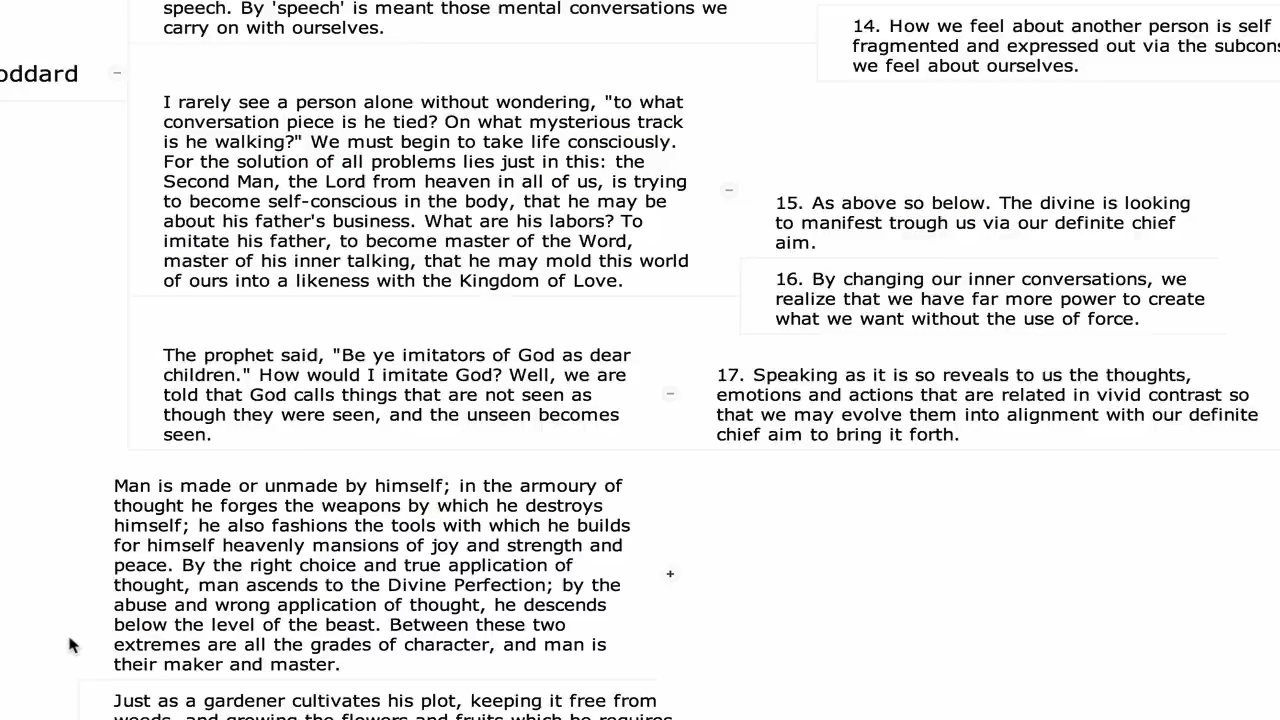 speech. By 'speech' is meant those mental conversations we
carry on with ourselves.
14. How we feel about another person is self
fragmented and expressed out via the
we feel about ourselves.
I rarely see a person alone without wondering, "to what
conversation piece is he tied? On what mysterious track
is he walking?" We must begin to take life consciously.
For the solution of all problems lies just in this: the
Second Man, the Lord from heaven in all of us, is trying
to become self-conscious in the body, that he may be
about his father's business. What are his labors? To
imitate his father, to become master of the Word,
master of his inner talking, that he may mold this world
of ours into a likeness with the Kingdom of Love.
15. As above so below. The divine is looking
to manifest trough us via our definite chief
aim.
16. By changing our inner conversations, we
realize that we have far more power to create
what we want without the use of force.
The prophet said, "Be ye imitators of God as dear
children." How would I imitate God? Well, we are
told that God calls things that are not seen as
though they were seen, and the unseen becomes
seen.
17. Speaking as it is so reveals to us the thoughts,
emotions and actions that are related in vivid contrast so
that we may evolve them into alignment with our definite
chief aim to bring it forth.
Man is made or unmade by himself; in the armoury of
thought he forges the weapons by which he destroys
himself; he also fashions the tools with which he builds
for himself heavenly mansions of joy and strength and
peace. By the right choice and true application of
thought, man ascends to the Divine Perfection; by the
abuse and wrong application of thought, he descends
below the level of the beast. Between these two
extremes are all the grades of character, and man is
their maker and master.
Just as a gardener cultivates his plot, keeping it free from
weeds, and growing the flowers and fruits which he requires